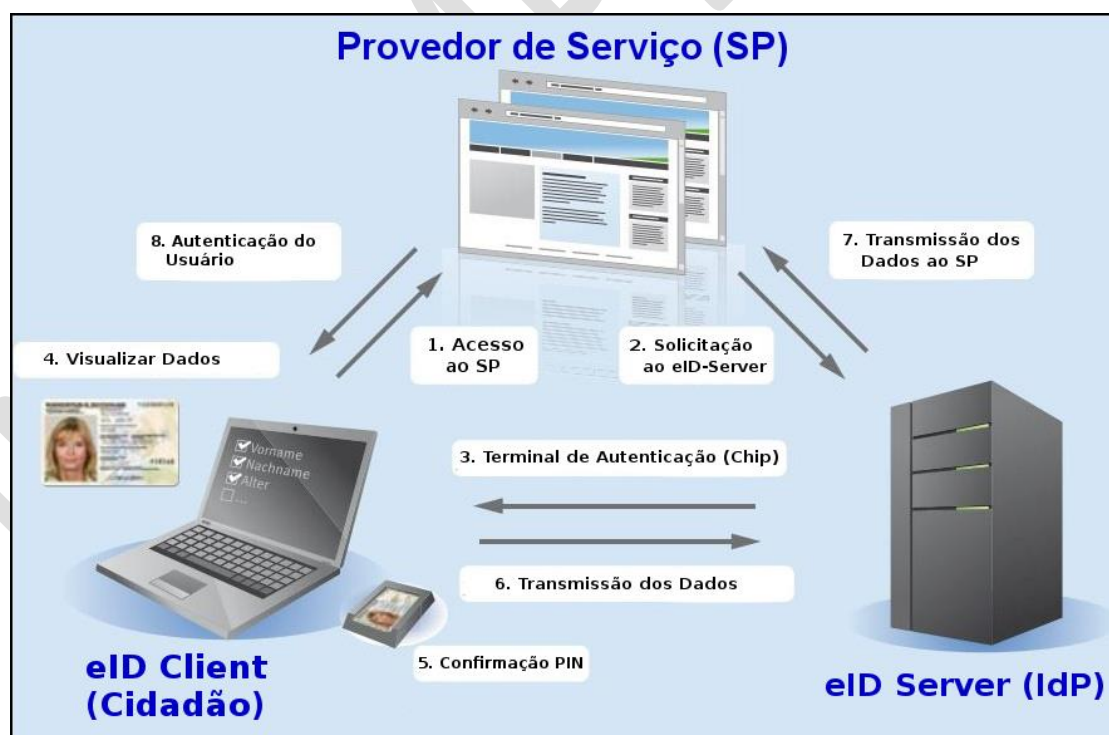 Provedor de Serviço (SP)
8. Autenticação do
Usuário
7. Transmissão dos
Dados ao SP
1. Acesso
ao SP
2. Solicitação
ao eID-Server
4. Visualizar Dados
Vorname
Nachname
Alter
...
3. Terminal de Autenticação (Chip)
6. Transmissão dos Dados
5. Confirmação PIN
eID Client
(Cidadão)
eID Server (IdP)